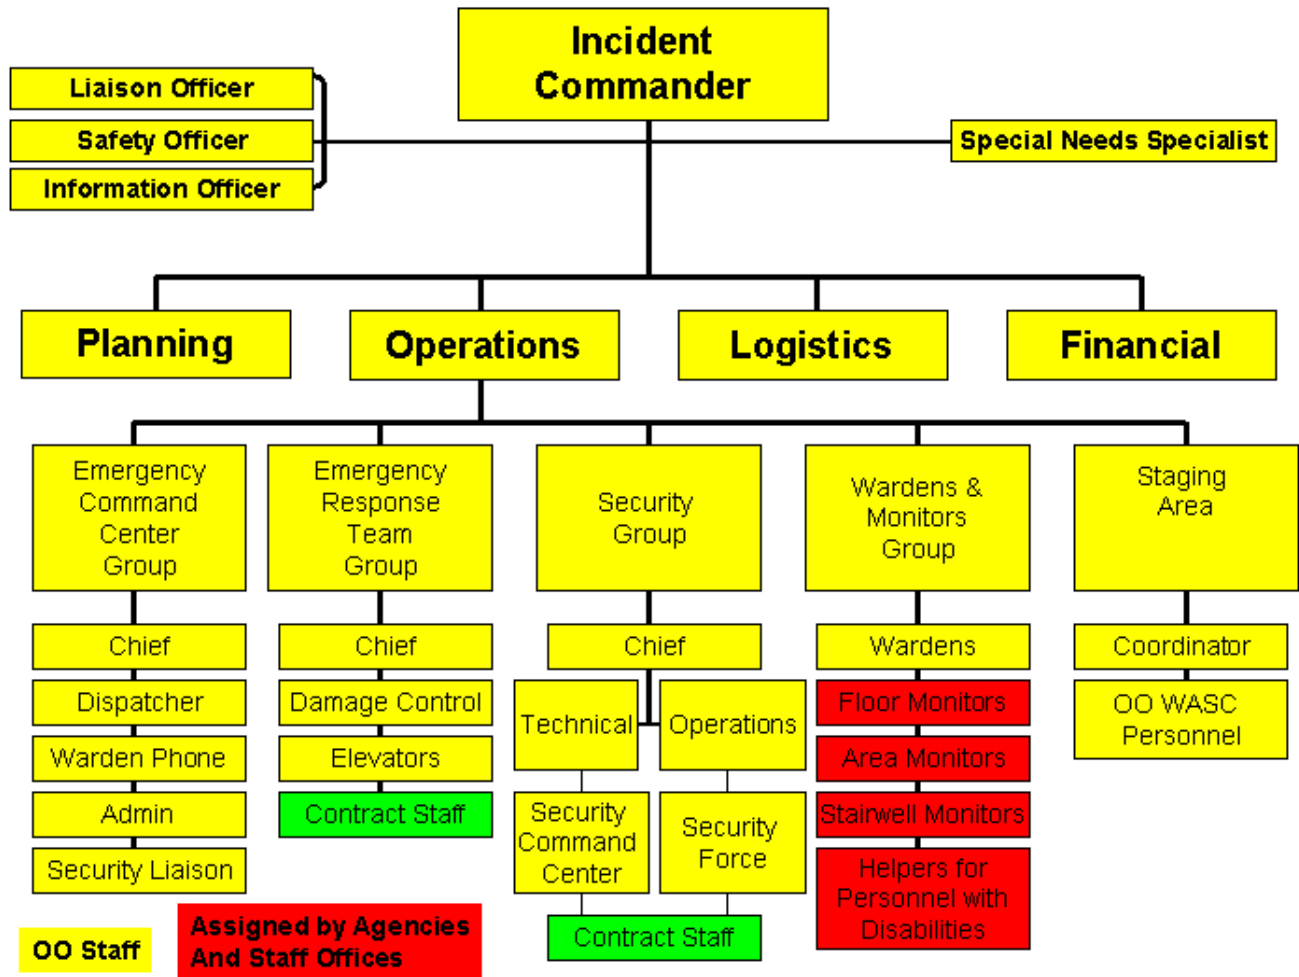 Incident
Commander
Liaison Officer
Safety Officer
Information Officer
Special Needs Specialist
Planning
Operations
Logistics
Financial
Emergency
Command
Center
Group
Emergency
Response
Team
Group
Security
Group
Wardens &
Monitors
Group
Staging
Area
Chief
Dispatcher
Warden Phone
Admin
Security Liaison
Chief
Damage Control
Elevators
Contract Staff
Chief
Technical
Operations
Security
Command
Center
Security
Force
Contract Staff
Wardens
Floor Monitors
Area Monitors
Stairwell Monitors
Helpers for
Personnel with
Disabilities
Coordinator
OO WASC
Personnel
OO Staff
Assigned by Agencies
And Staff Offices